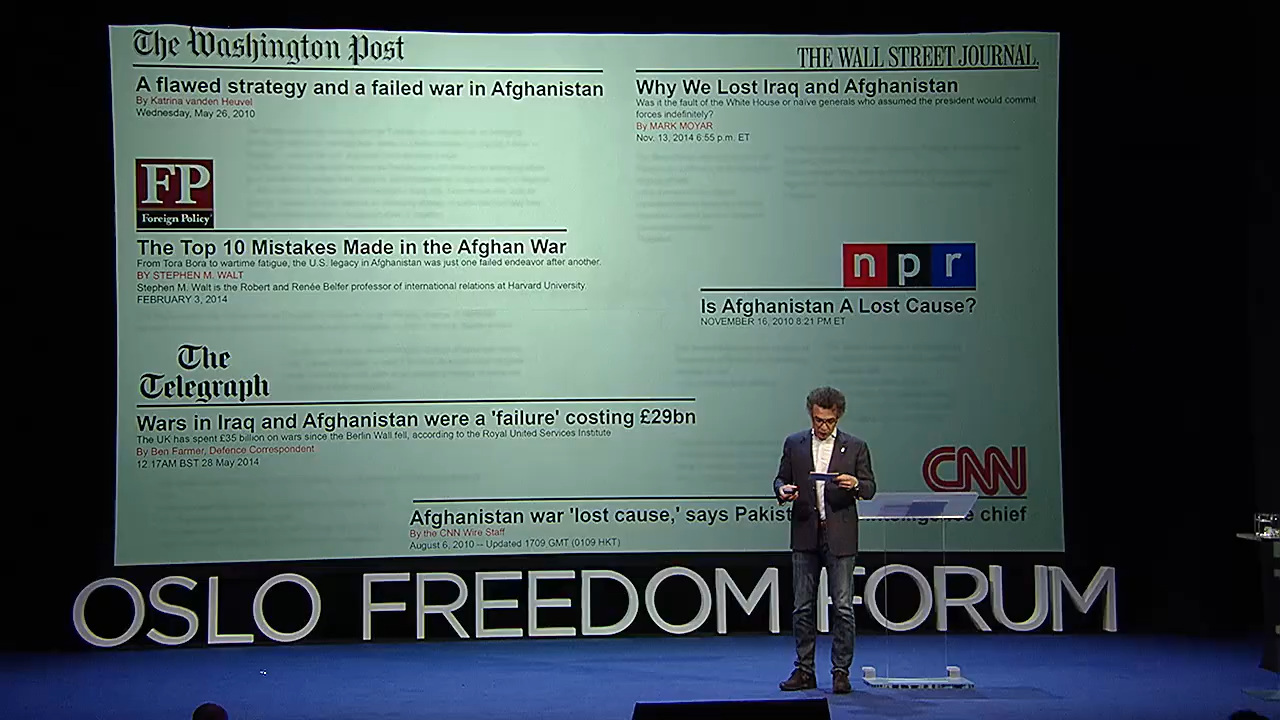 The Washington Post
A flawed strategy and a failed war in Afghanistan
By Katrina vanden Heuvel
Wednesday, May 26, 2010
THE WALL STREET JOURNAL.
Why We Lost Iraq and Afghanistan
Was it the fault of the White House or naive generals who assumed the president would commit
forces indefinitely?
By MARK MOYAR
Nov. 13, 2014 6:55 p.m. ET
FP
Foreign Policy
The Top 10 Mistakes Made in the Afghan War
From Tora Bora to wartime fatigue, the U.S. legacy in Afghanistan was just one failed endeavor after another.
BY STEPHEN M. WALT
Stephen M. Walt is the Robert and Renée Belfer professor of international relations at Harvard University.
FEBRUARY 3, 2014
npr
Is Afghanistan A Lost Cause?
NOVEMBER 16, 2010 8:21 PM ET
The
Telegraph
Wars in Iraq and Afghanistan were a 'failure' costing £29bn
The UK has spent £35 billion on wars since the Berlin Wall fell, according to the Royal United Services Institute
By Ben Farmer, Defence Correspondent
12:17AM BST 28 May 2014
CNN
Afghanistan war 'lost cause,' says Pakist chief
By the CNN Wire Staff
August 6, 2010 -- Updated 1709 GMT (0109 HKT)
OSLO FREEDOM FORUM